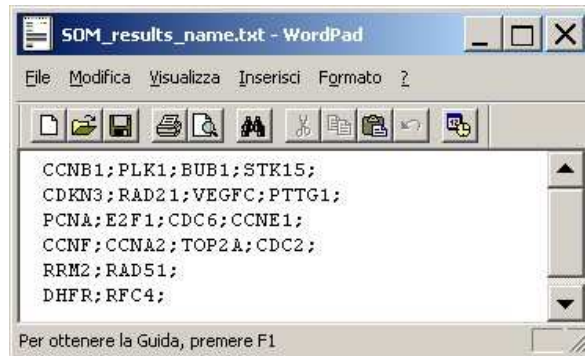 SOM_results_name.txt - WordPad
File Modifica Visualizza Inserisci Formato ?
CCNB1;PLK1;BUB1;STK15;
CDKN3;RAD21;VEGFC;PTTG1;
PCNA;E2F1;CDC6;CCNE1;
CCNF;CCNA2;TOP2A;CDC2;
RRM2;RAD51;
DHFR;RFC4;
Per ottenere la Guida, premere F1